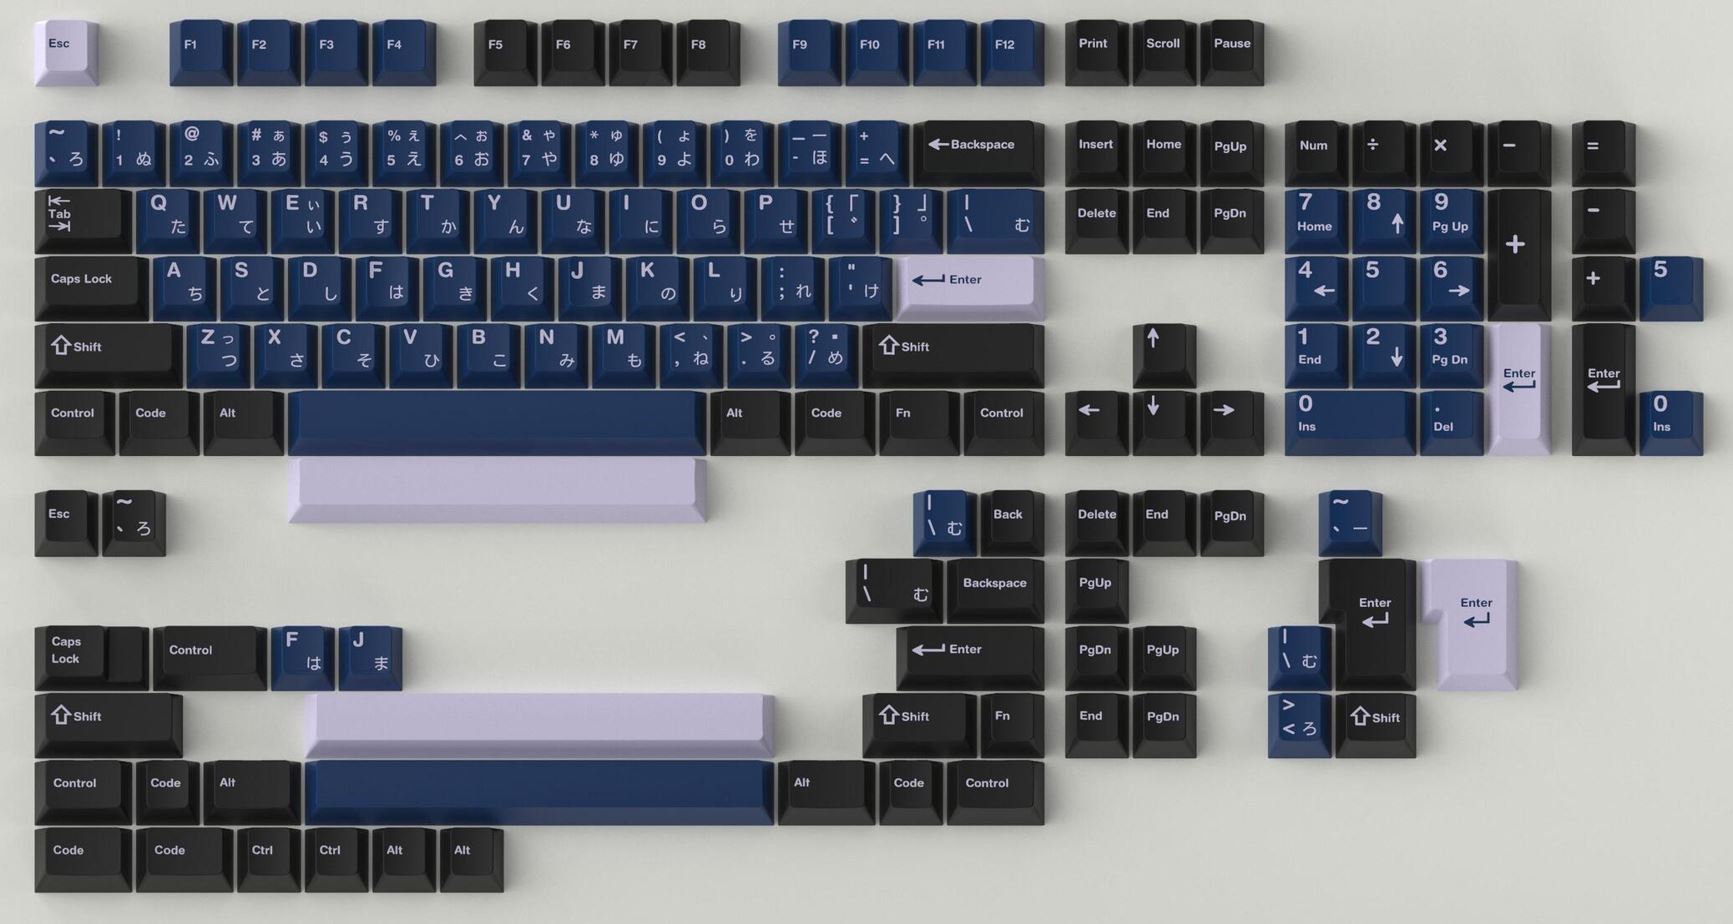 Esc F1 F2 F3 F4 F5 F6 F7 F8 F9 F10 F11 F12 Print Scroll Pause
~ ! @ # ぁ $ ぅ % ぇ ^ ぉ & ゃ * ゅ ( ょ ) を _ ー +
` ろ 1 ぬ 2 ふ 3 あ 4 う 5 え 6 お 7 や 8 ゆ 9 よ 0 わ - ほ = へ ← Backspace Insert Home PgUp Num ÷ × − =
Q W E ぃ R T Y U I O P { 「 } 」 | 7 8 9
Tab た て い す か ん な に ら せ [ ゛ ] ゜ \ む Delete End PgDn Home ↑ Pg Up + −
A S D F G H J K L : " 4 5 6 5
Caps Lock ち と し は き く ま の り ; れ ' け Enter ← → +
Z っ X C V B N M < 、 > 。 ? ・ 1 2 3
Shift つ さ そ ひ こ み も , ね . る / め Shift ↑ End ↓ Pg Dn Enter Enter
0 . 0
Control Code Alt Alt Code Fn Control ← ↓ → Ins Del Ins
~ | ~
Esc ` ろ \ む Back Delete End PgDn ` ー
|
\ む Backspace PgUp
Enter Enter
Caps F J |
Lock Control は ま Enter PgDn PgUp \ む
>
Shift Shift Fn End PgDn < ろ Shift
Control Code Alt Alt Code Control
Code Code Ctrl Ctrl Alt Alt